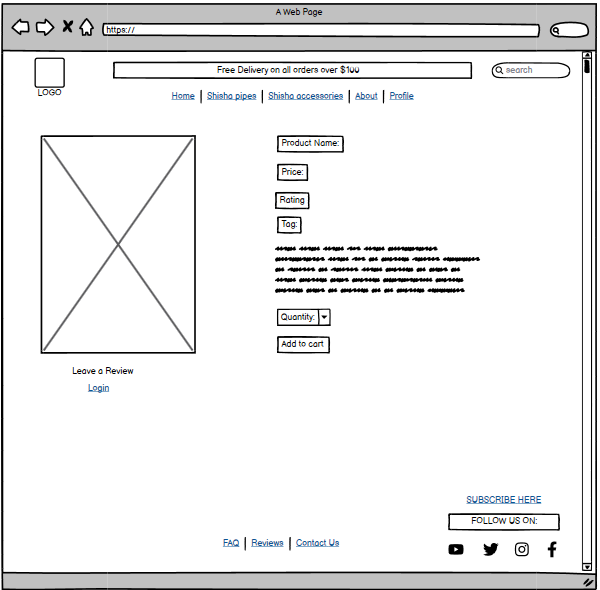 A Web Page
https://
Free Delivery on all orders over $100
search
LOGO
Home | Shisha pipes | Shisha accessories | About | Profile
Product Name:
Price:
Rating
Tag:
Quantity:
Add to cart
Leave a Review
Login
SUBSCRIBE HERE
FOLLOW US ON:
FAQ | Reviews | Contact Us